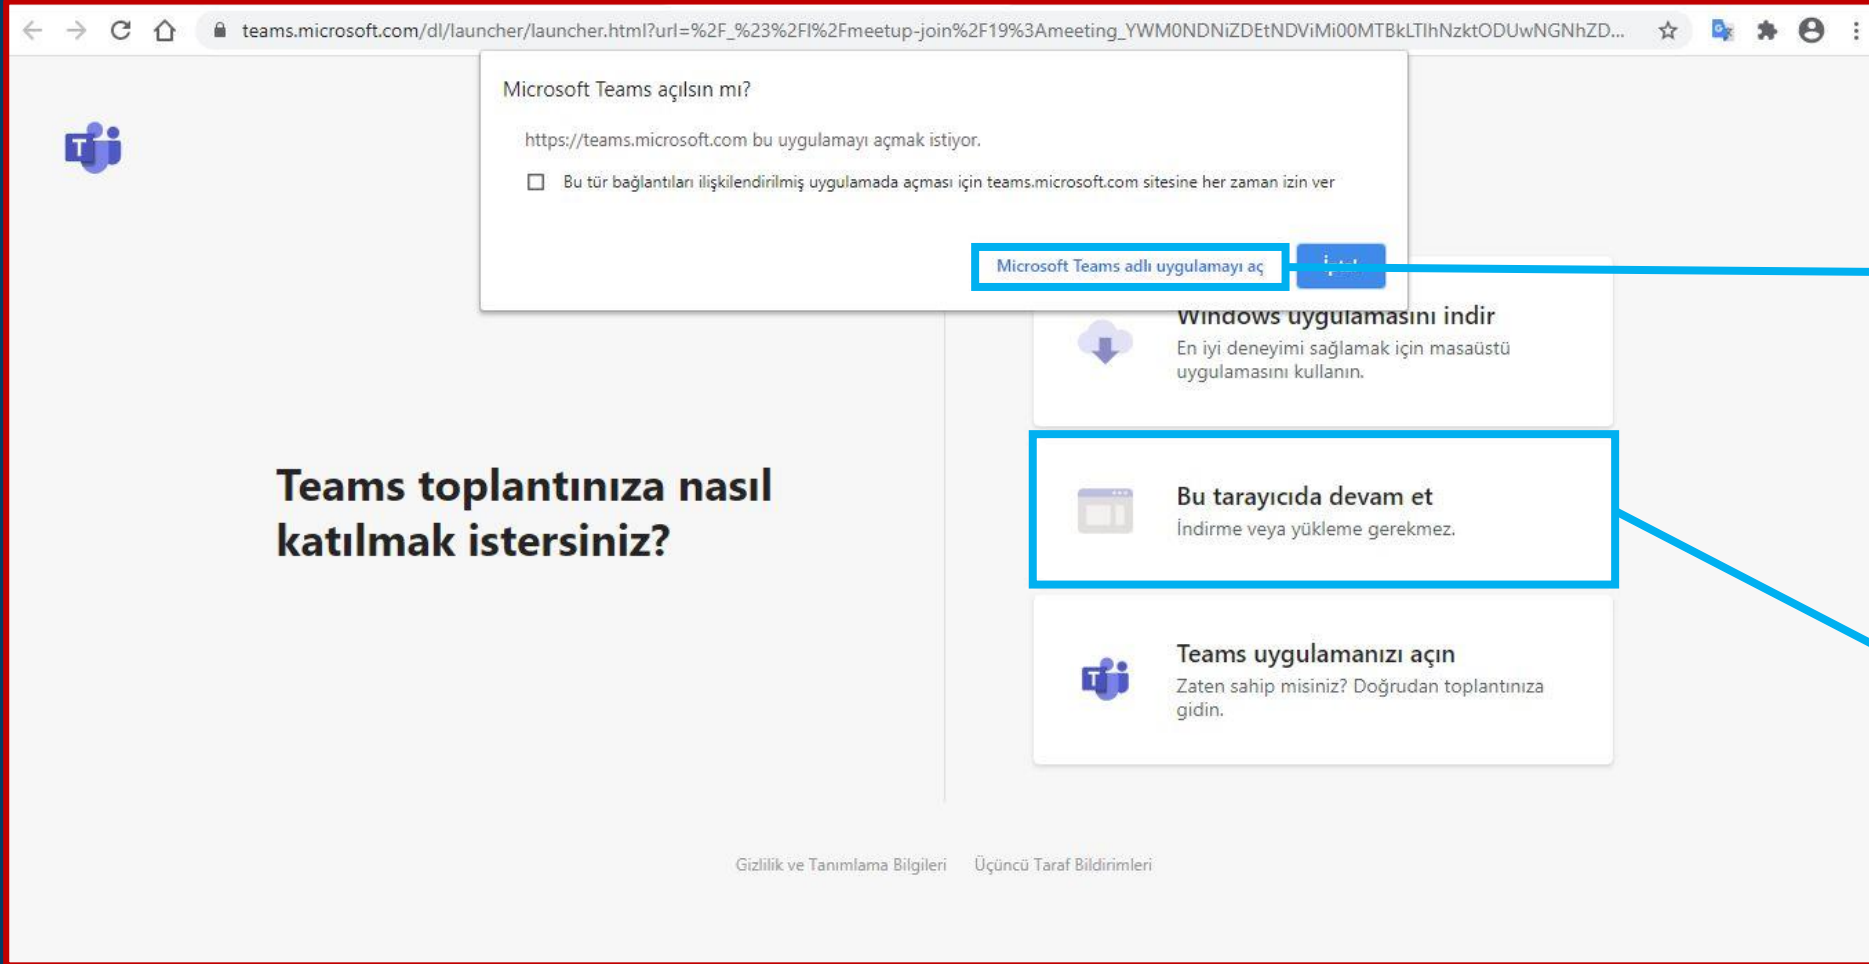 teams.microsoft.com/dl/launcher/launcher.html?url=%2F_%23%2Fl%2Fmeetup-join%2F19%3Ameeting_YWM0NDNiZDEtNDViMi00MTBkLTlhNzktODUwNGNhZD...
Microsoft Teams açılsın mı?
https://teams.microsoft.com bu uygulamayı açmak istiyor.
Bu tür bağlantıları ilişkilendirilmiş uygulamada açması için teams.microsoft.com sitesine her zaman izin ver
Microsoft Teams adlı uygulamayı aç
Windows uygulamasını indir
En iyi deneyimi sağlamak için masaüstü
uygulamasını kullanın.
Teams toplantınıza nasıl
katılmak istersiniz?
Bu tarayıcıda devam et
İndirme veya yükleme gerekmez.
Teams uygulamanızı açın
Zaten sahip misiniz? Doğrudan toplantınıza
gidin.
Gizlilik ve Tanımlama Bilgileri Üçüncü Taraf Bildirimleri